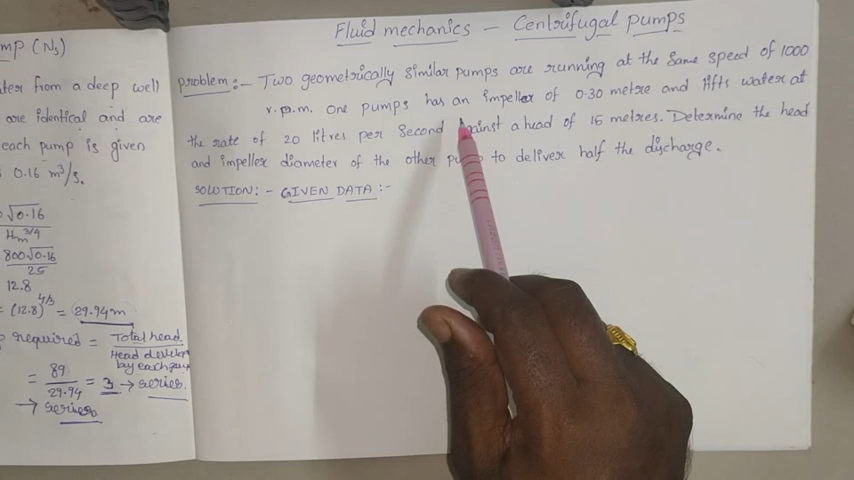 mp (Ns)
ater from a deep well
are identical and are
each pump is given
0.16 m³/s.
√0.16
Hm^3/4
800√0.16
25
12.8
= (12.8)^4/3 = 29.94m
required = Total head
Head develop
by each pump
= 89 / 29.94 = 3 → series
→ series
Fluid mechanics - Centrifugal pumps
problem:- Two geometrically similar pumps are running at the same speed of 1000
r.p.m. One pumps has an impeller of 0.30 metre and lifts water at
the rate of 20 litres per second against a head of 15 metres. Determine the head
and impeller diameter of the other pump to deliver half the discharge.
SOLUTION:- GIVEN DATA:-